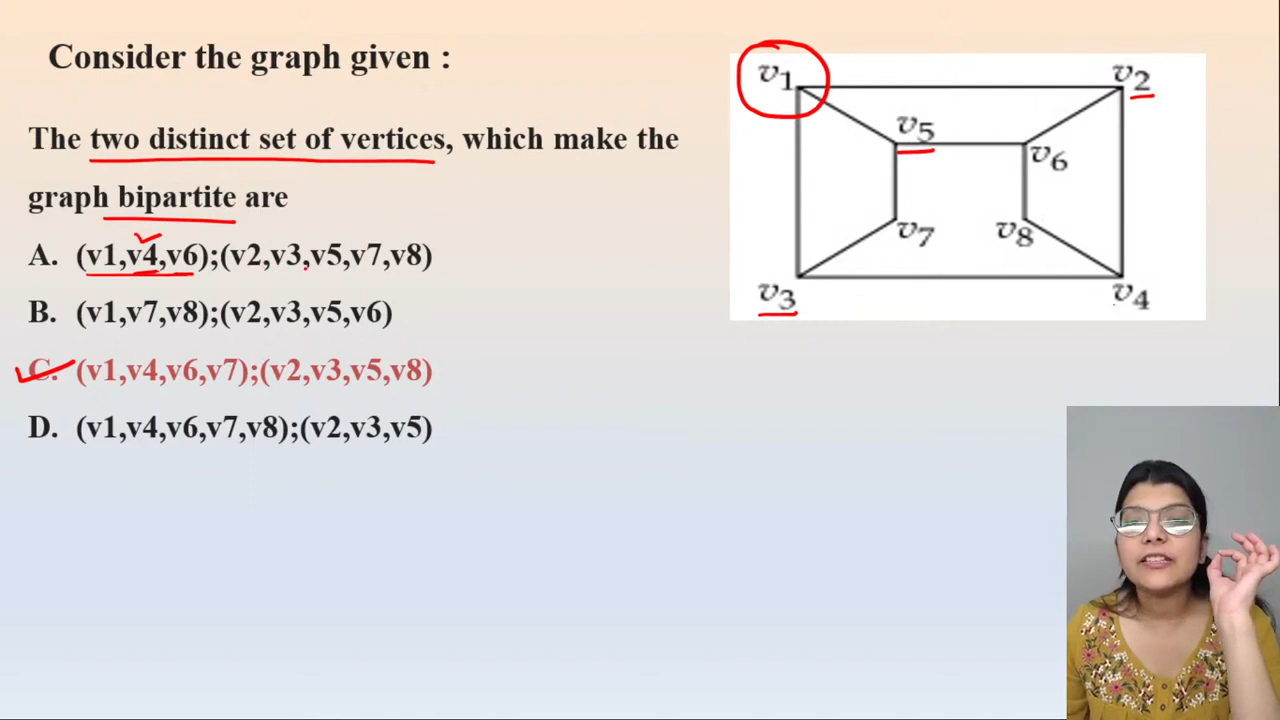 Consider the graph given :
The two distinct set of vertices, which make the
graph bipartite are
A. (v1,v4,v6);(v2,v3,v5,v7,v8)
B. (v1,v7,v8);(v2,v3,v5,v6)
C. (v1,v4,v6,v7);(v2,v3,v5,v8)
D. (v1,v4,v6,v7,v8);(v2,v3,v5)
v1 v2
v5
v6
v7 v8
v3 v4